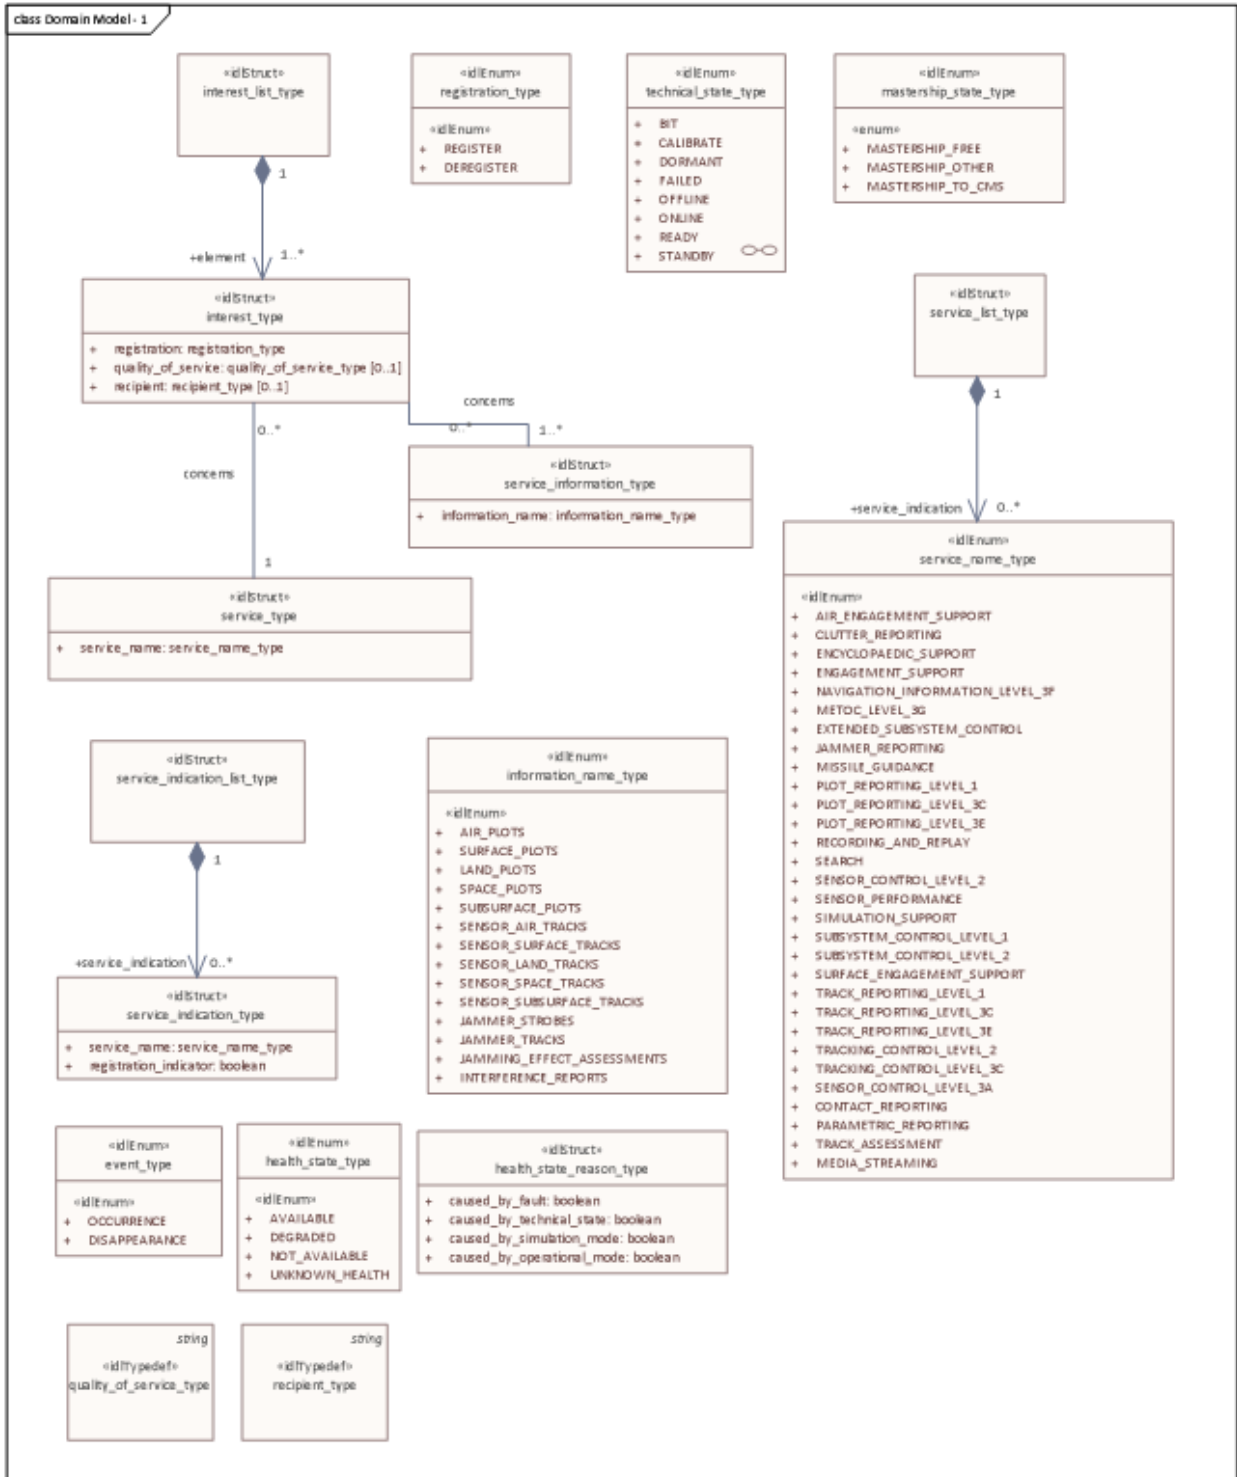 class Domain Model - 1
«idlStruct»
interest_list_type
1
+element
1..*
«idlStruct»
interest_type
+ registration: registration_type
+ quality_of_service: quality_of_service_type [0..1]
+ recipient: recipient_type [0..1]
0..*
concerns
1
concerns
0..*
1..*
«idlStruct»
service_information_type
+ information_name: information_name_type
«idlStruct»
service_type
+ service_name: service_name_type
«idlEnum»
registration_type
«idlEnum»
+ REGISTER
+ DEREGISTER
«idlEnum»
technical_state_type
+ BIT
+ CALIBRATE
+ DORMANT
+ FAILED
+ OFFLINE
+ ONLINE
+ READY
+ STANDBY
«idlEnum»
mastership_state_type
«enum»
+ MASTERSHIP_FREE
+ MASTERSHIP_OTHER
+ MASTERSHIP_TO_CMS
«idlStruct»
service_list_type
1
+service_indication
0..*
«idlEnum»
service_name_type
«idlEnum»
+ AIR_ENGAGEMENT_SUPPORT
+ CLUTTER_REPORTING
+ ENCYCLOPAEDIC_SUPPORT
+ ENGAGEMENT_SUPPORT
+ NAVIGATION_INFORMATION_LEVEL_3F
+ METOC_LEVEL_3G
+ EXTENDED_SUBSYSTEM_CONTROL
+ JAMMER_REPORTING
+ MISSILE_GUIDANCE
+ PLOT_REPORTING_LEVEL_1
+ PLOT_REPORTING_LEVEL_3C
+ PLOT_REPORTING_LEVEL_3E
+ RECORDING_AND_REPLAY
+ SEARCH
+ SENSOR_CONTROL_LEVEL_2
+ SENSOR_PERFORMANCE
+ SIMULATION_SUPPORT
+ SUBSYSTEM_CONTROL_LEVEL_1
+ SUBSYSTEM_CONTROL_LEVEL_2
+ SURFACE_ENGAGEMENT_SUPPORT
+ TRACK_REPORTING_LEVEL_1
+ TRACK_REPORTING_LEVEL_3C
+ TRACK_REPORTING_LEVEL_3E
+ TRACKING_CONTROL_LEVEL_2
+ TRACKING_CONTROL_LEVEL_3C
+ SENSOR_CONTROL_LEVEL_3A
+ CONTACT_REPORTING
+ PARAMETRIC_REPORTING
+ TRACK_ASSESSMENT
+ MEDIA_STREAMING
«idlStruct»
service_indication_list_type
1
+service_indication
0..*
«idlStruct»
service_indication_type
+ service_name: service_name_type
+ registration_indicator: boolean
«idlEnum»
information_name_type
«idlEnum»
+ AIR_PLOTS
+ SURFACE_PLOTS
+ LAND_PLOTS
+ SPACE_PLOTS
+ SUBSURFACE_PLOTS
+ SENSOR_AIR_TRACKS
+ SENSOR_SURFACE_TRACKS
+ SENSOR_LAND_TRACKS
+ SENSOR_SPACE_TRACKS
+ SENSOR_SUBSURFACE_TRACKS
+ JAMMER_STROBES
+ JAMMER_TRACKS
+ JAMMING_EFFECT_ASSESSMENTS
+ INTERFERENCE_REPORTS
«idlEnum»
event_type
«idlEnum»
+ OCCURRENCE
+ DISAPPEARANCE
«idlEnum»
health_state_type
«idlEnum»
+ AVAILABLE
+ DEGRADED
+ NOT_AVAILABLE
+ UNKNOWN_HEALTH
«idlStruct»
health_state_reason_type
+ caused_by_fault: boolean
+ caused_by_technical_state: boolean
+ caused_by_simulation_mode: boolean
+ caused_by_operational_mode: boolean
string
«idlTypedef»
quality_of_service_type
string
«idlTypedef»
recipient_type